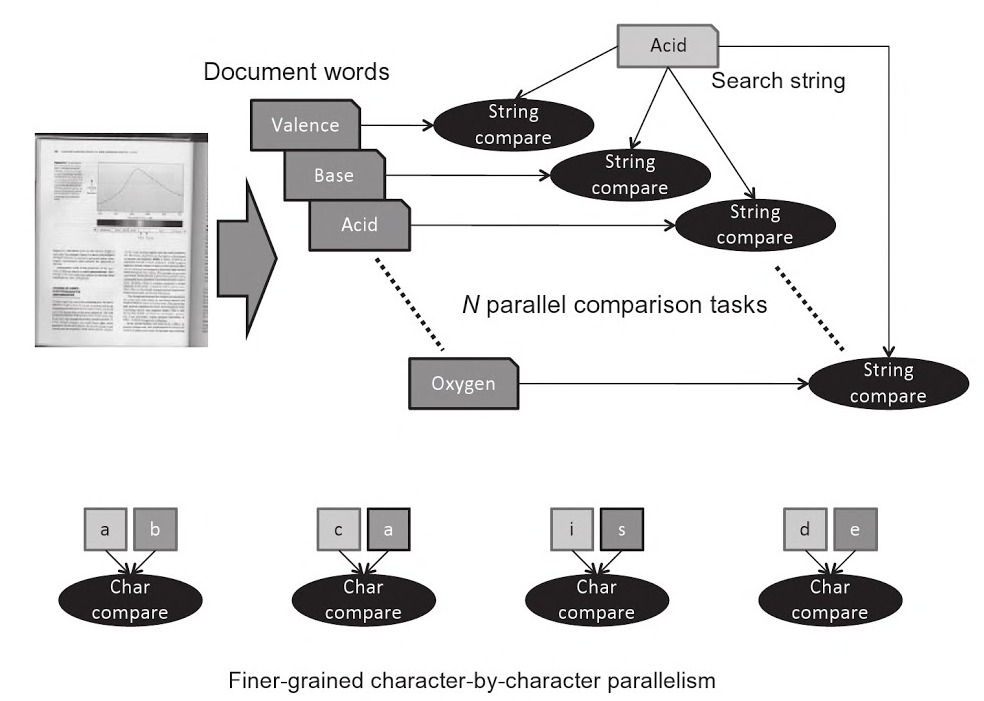 Acid
Document words
Search string
Valence
String
compare
Base
String
compare
Acid
String
compare
N parallel comparison tasks
Oxygen
String
compare
a b
c a
i s
d e
Char
compare
Char
compare
Char
compare
Char
compare
Finer-grained character-by-character parallelism